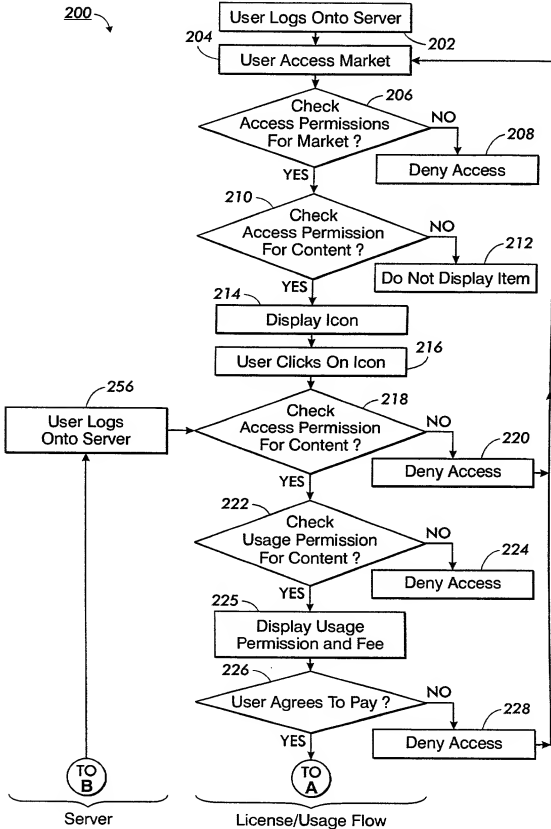 200
User Logs Onto Server
202
204
User Access Market
206
Check
Access Permissions
For Market ?
NO
208
Deny Access
YES
210
Check
Access Permission
For Content ?
NO
212
Do Not Display Item
YES
214
Display Icon
User Clicks On Icon
216
256
User Logs
Onto Server
218
Check
Access Permission
For Content ?
NO
220
Deny Access
YES
222
Check
Usage Permission
For Content ?
NO
224
Deny Access
YES
225
Display Usage
Permission and Fee
226
User Agrees To Pay ?
NO
228
Deny Access
YES
TO
B
TO
A
Server
License/Usage Flow